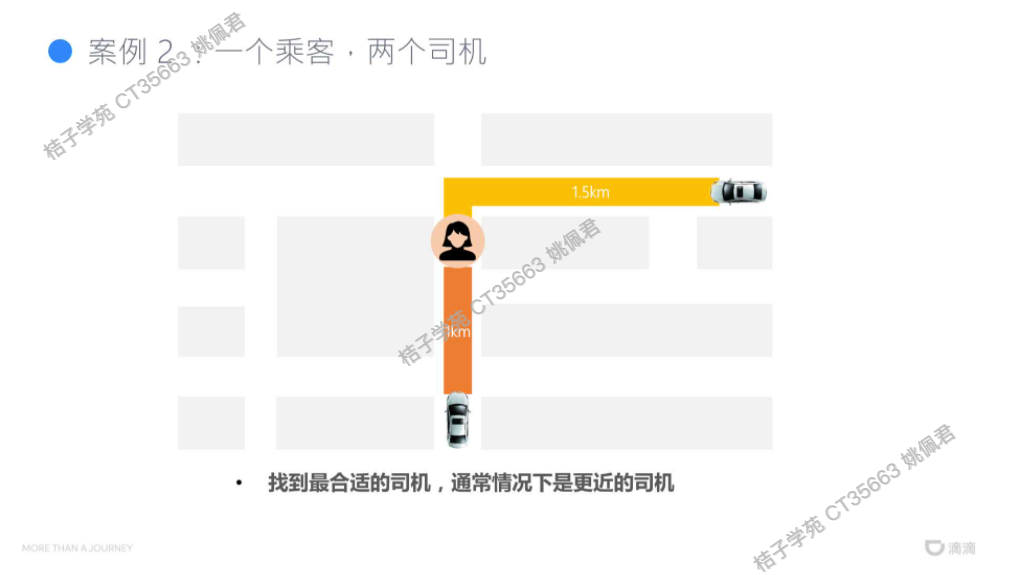 案例 2 ：一个乘客，两个司机
桔子学苑 CT35663 姚佩君
1.5km
桔子学苑 CT35663 姚佩君
1km
找到最合适的司机，通常情况下是更近的司机
桔子学苑 CT35663 姚佩君
MORE THAN A JOURNEY
滴滴